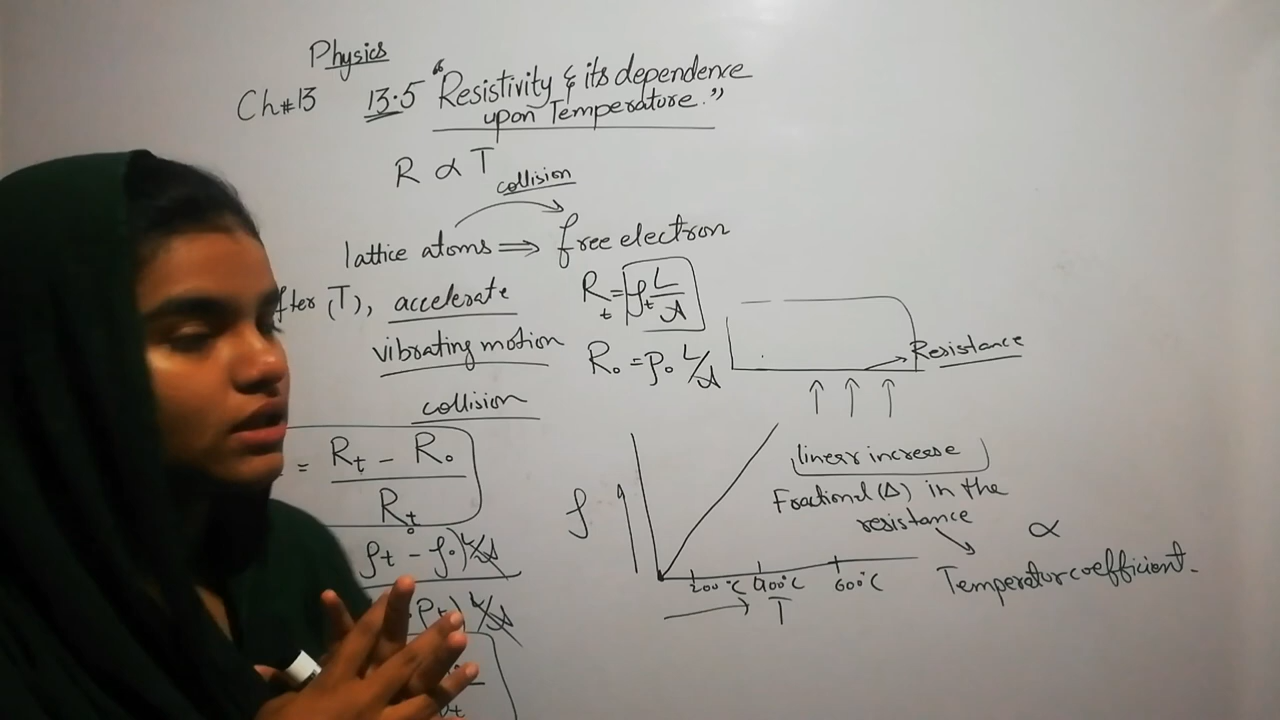 Physics
Ch#13 13.5 "Resistivity & its dependence
upon Temperature."
R ∝ T
collision
lattice atoms ⇒ free electron
fter (T), accelerate
vibrating motion
collision
Rt = ρt L/A
R₀ = ρ₀ L/A
Resistance
↑ ↑ ↑
= Rt - R₀
Rt°
ρt - ρ₀) L/A
ρt) L/A
t
linear increase
Fractional (Δ) in the
resistance
∝
Temperatur coefficient.
ρ
200°C 400°C 600°C
T